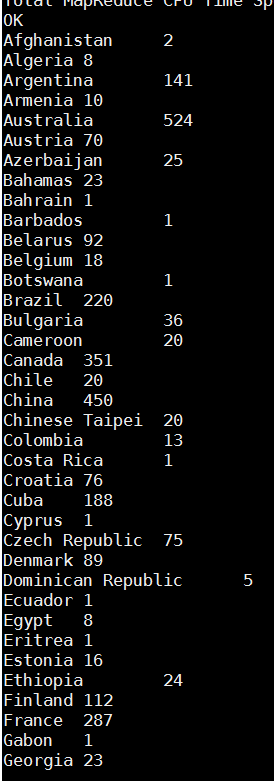 Total MapReduce CPU Time Sp
OK
Afghanistan 2
Algeria 8
Argentina 141
Armenia 10
Australia 524
Austria 70
Azerbaijan 25
Bahamas 23
Bahrain 1
Barbados 1
Belarus 92
Belgium 18
Botswana 1
Brazil 220
Bulgaria 36
Cameroon 20
Canada 351
Chile 20
China 450
Chinese Taipei 20
Colombia 13
Costa Rica 1
Croatia 76
Cuba 188
Cyprus 1
Czech Republic 75
Denmark 89
Dominican Republic 5
Ecuador 1
Egypt 8
Eritrea 1
Estonia 16
Ethiopia 24
Finland 112
France 287
Gabon 1
Georgia 23